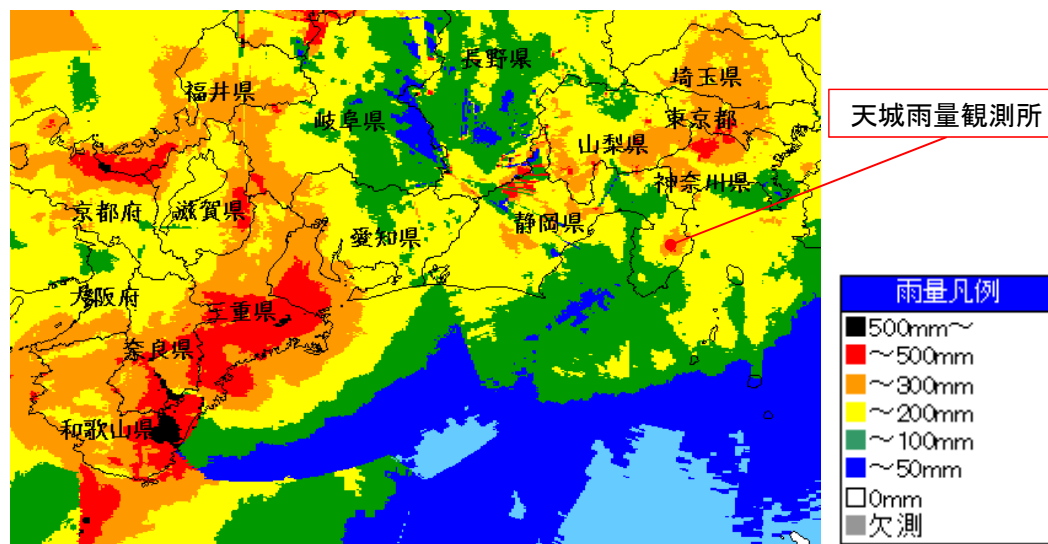 長野県
埼玉県
福井県
岐阜県
東京都
天城雨量観測所
山梨県
神奈川県
京都府
滋賀県
愛知県
静岡県
大阪府
三重県
奈良県
和歌山県
雨量凡例
500mm～
～500mm
～300mm
～200mm
～100mm
～50mm
0mm
欠測